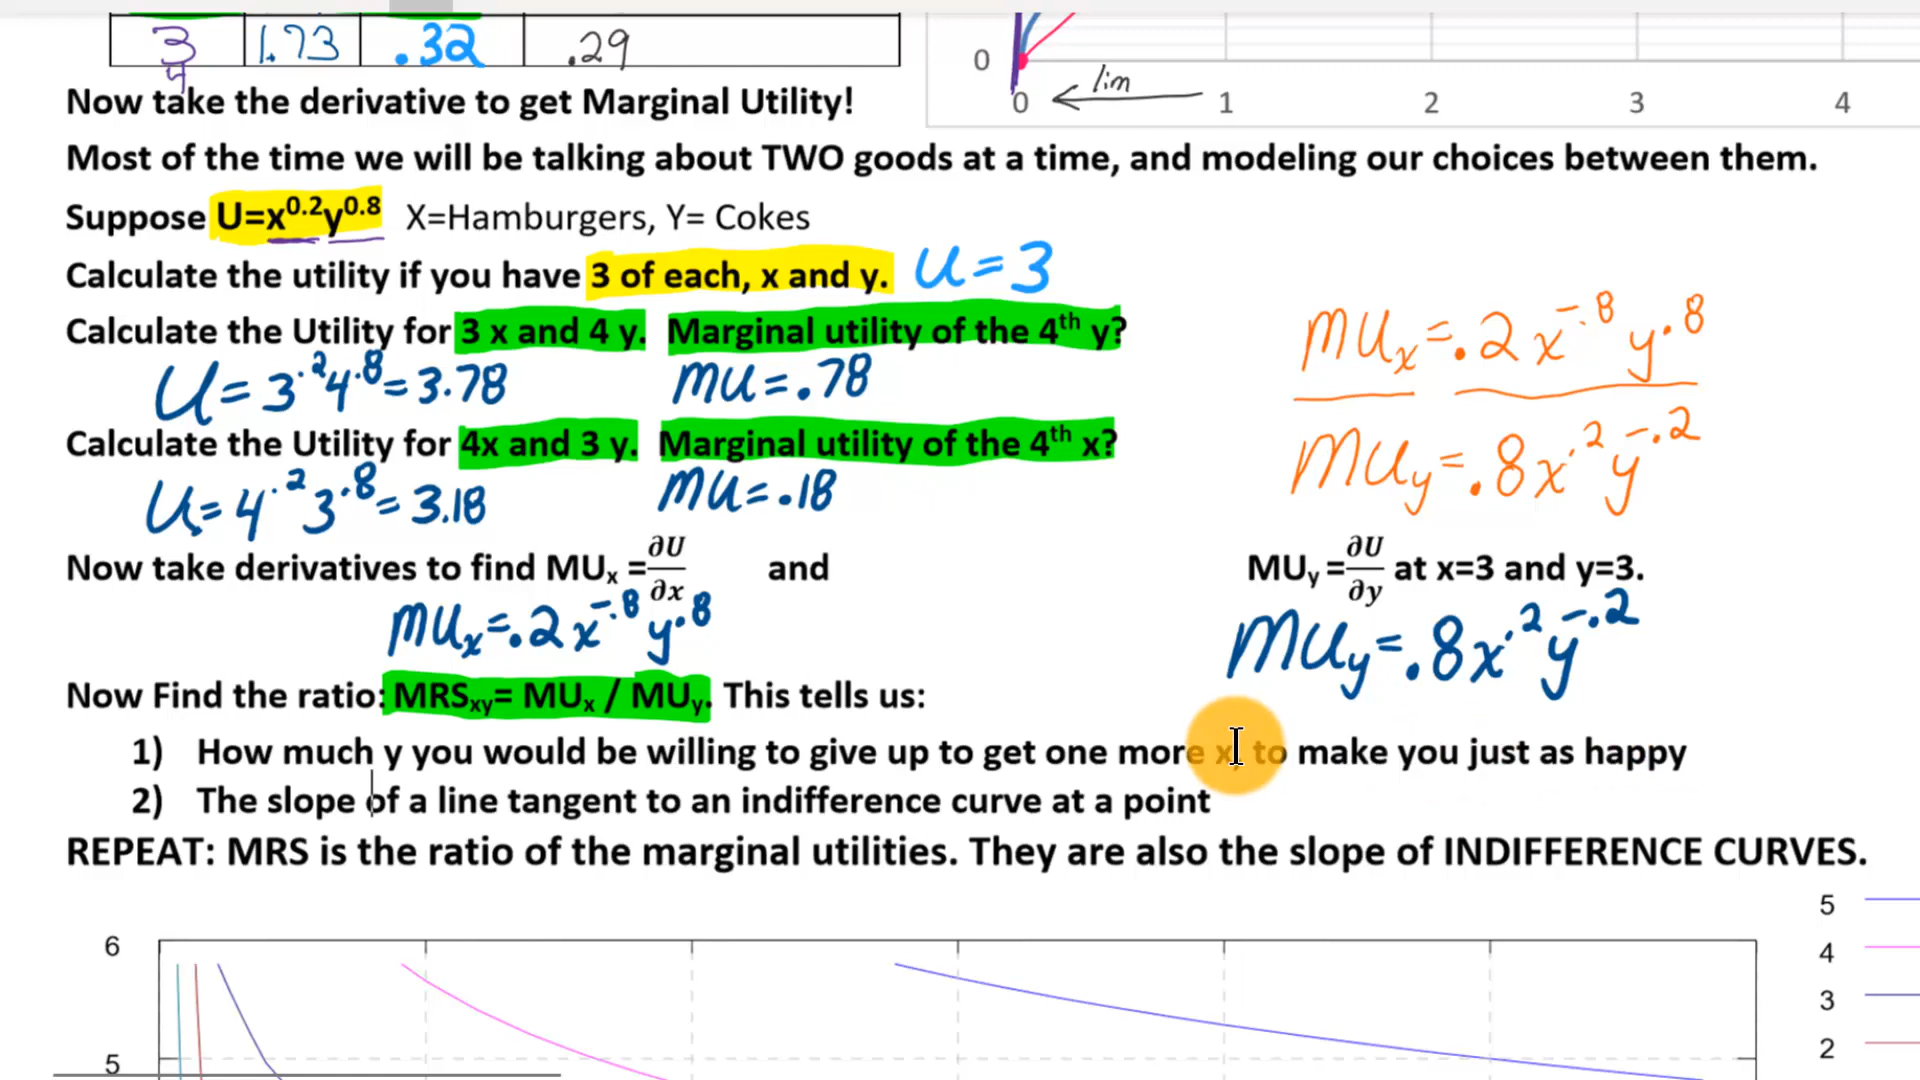 3 1.73 .32 .29
4
0
lim
0 1 2 3 4
Now take the derivative to get Marginal Utility!
Most of the time we will be talking about TWO goods at a time, and modeling our choices between them.
Suppose U=x^0.2y^0.8 X=Hamburgers, Y= Cokes
Calculate the utility if you have 3 of each, x and y. U=3
Calculate the Utility for 3 x and 4 y. Marginal utility of the 4th y?
U=3^.24^.8=3.78 MU=.78
MUx=.2x^-.8y^.8
Calculate the Utility for 4x and 3 y. Marginal utility of the 4th x?
U=4^.23^.8=3.18 MU=.18
MUy=.8x^.2y^-.2
Now take derivatives to find MUx =∂U/∂x and MUy =∂U/∂y at x=3 and y=3.
MUx=.2x^-.8y^.8 MUy=.8x^.2y^-.2
Now Find the ratio: MRSxy= MUx / MUy. This tells us:
1) How much y you would be willing to give up to get one more x, to make you just as happy
2) The slope of a line tangent to an indifference curve at a point
REPEAT: MRS is the ratio of the marginal utilities. They are also the slope of INDIFFERENCE CURVES.
5
6
4
3
2
5